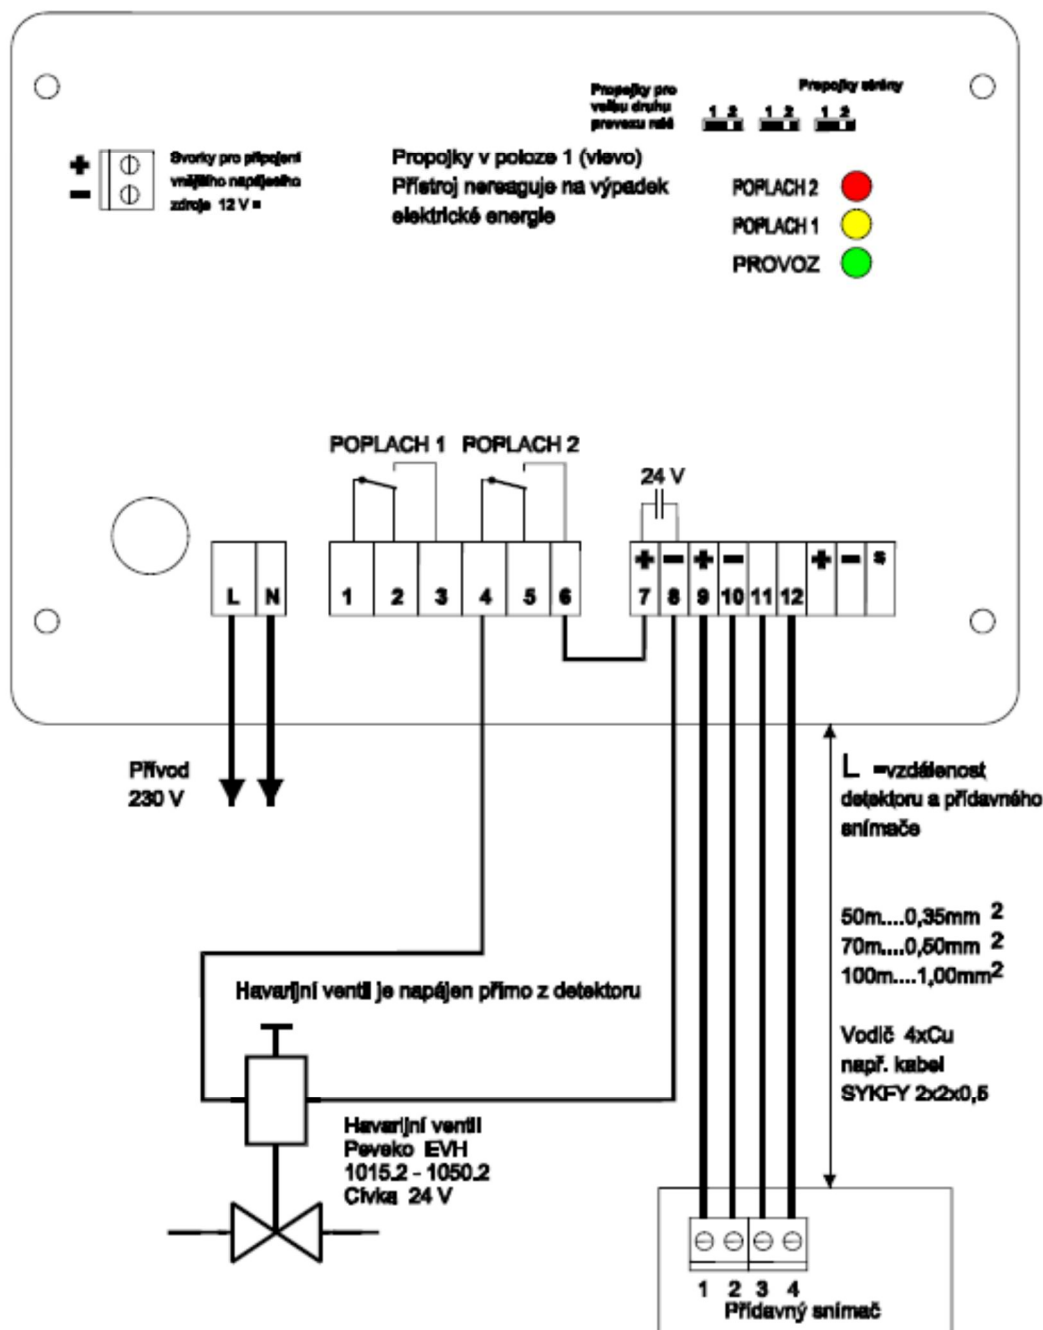 Propojky pro
volbu druhu
provozu relé
Propojky sirény
1 2
1 2
1 2
+
−
Svorky pro připojení
vnějšího napájecího
zdroje 12 V =
Propojky v poloze 1 (vlevo)
Přístroj nereaguje na výpadek
elektrické energie
POPLACH 2
POPLACH 1
PROVOZ
POPLACH 1 POPLACH 2
24 V
+ − + − + − s
L N 1 2 3 4 5 6 7 8 9 10 11 12
Přívod
230 V
L =vzdálenost
detektoru a přídavného
snímače
50m....0,35mm 2
70m....0,50mm 2
100m....1,00mm2
Vodič 4xCu
např. kabel
SYKFY 2x2x0,5
Havarijní ventil je napájen přímo z detektoru
Havarijní ventil
Peveko EVH
1015.2 - 1050.2
Cívka 24 V
1 2 3 4
Přídavný snímač